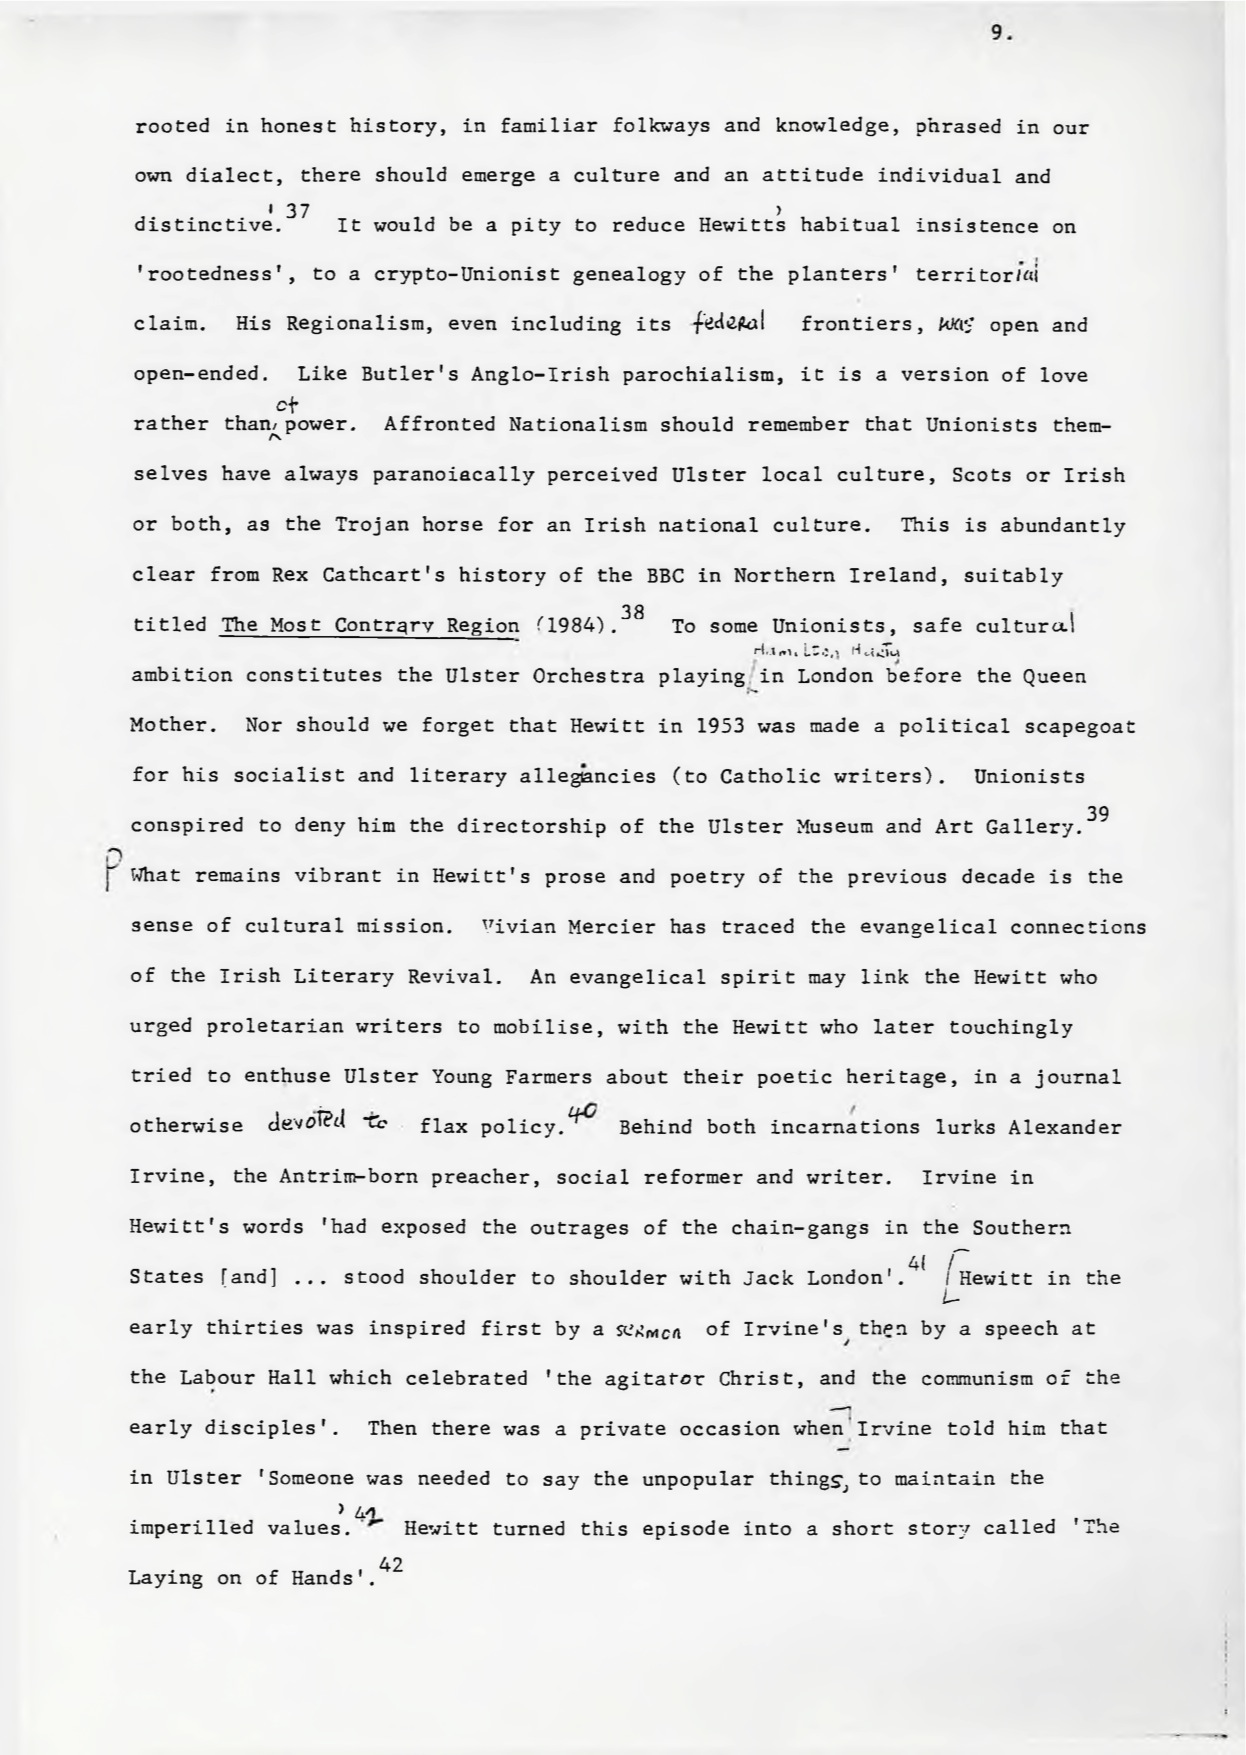 9.
rooted in honest history, in familiar folkways and knowledge, phrased in our
own dialect, there should emerge a culture and an attitude individual and
distinctive'.37 It would be a pity to reduce Hewitt's habitual insistence on
'rootedness', to a crypto-Unionist genealogy of the planters' territorial
claim. His Regionalism, even including its federal frontiers, was open and
open-ended. Like Butler's Anglo-Irish parochialism, it is a version of love
rather than of power. Affronted Nationalism should remember that Unionists them-
selves have always paranoiacally perceived Ulster local culture, Scots or Irish
or both, as the Trojan horse for an Irish national culture. This is abundantly
clear from Rex Cathcart's history of the BBC in Northern Ireland, suitably
titled The Most Contrary Region (1984).38 To some Unionists, safe cultural
ambition constitutes the Ulster Orchestra playing Hamilton Harty in London before the Queen
Mother. Nor should we forget that Hewitt in 1953 was made a political scapegoat
for his socialist and literary allegiancies (to Catholic writers). Unionists
conspired to deny him the directorship of the Ulster Museum and Art Gallery.39
P What remains vibrant in Hewitt's prose and poetry of the previous decade is the
sense of cultural mission. Vivian Mercier has traced the evangelical connections
of the Irish Literary Revival. An evangelical spirit may link the Hewitt who
urged proletarian writers to mobilise, with the Hewitt who later touchingly
tried to enthuse Ulster Young Farmers about their poetic heritage, in a journal
otherwise devoted to flax policy.40 Behind both incarnations lurks Alexander
Irvine, the Antrim-born preacher, social reformer and writer. Irvine in
Hewitt's words 'had exposed the outrages of the chain-gangs in the Southern
States [and] ... stood shoulder to shoulder with Jack London'.41 [Hewitt in the
early thirties was inspired first by a sermon of Irvine's, then by a speech at
the Labour Hall which celebrated 'the agitator Christ, and the communism of the
early disciples'. Then there was a private occasion when] Irvine told him that
in Ulster 'Someone was needed to say the unpopular things, to maintain the
imperilled values'.42 Hewitt turned this episode into a short story called 'The
Laying on of Hands'.42